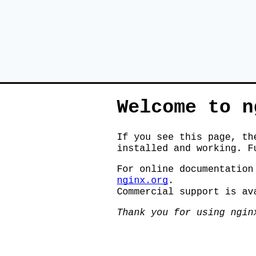 Welcome to n
If you see this page, the
installed and working. Fu
For online documentation
nginx.org.
Commercial support is ava
Thank you for using nginx